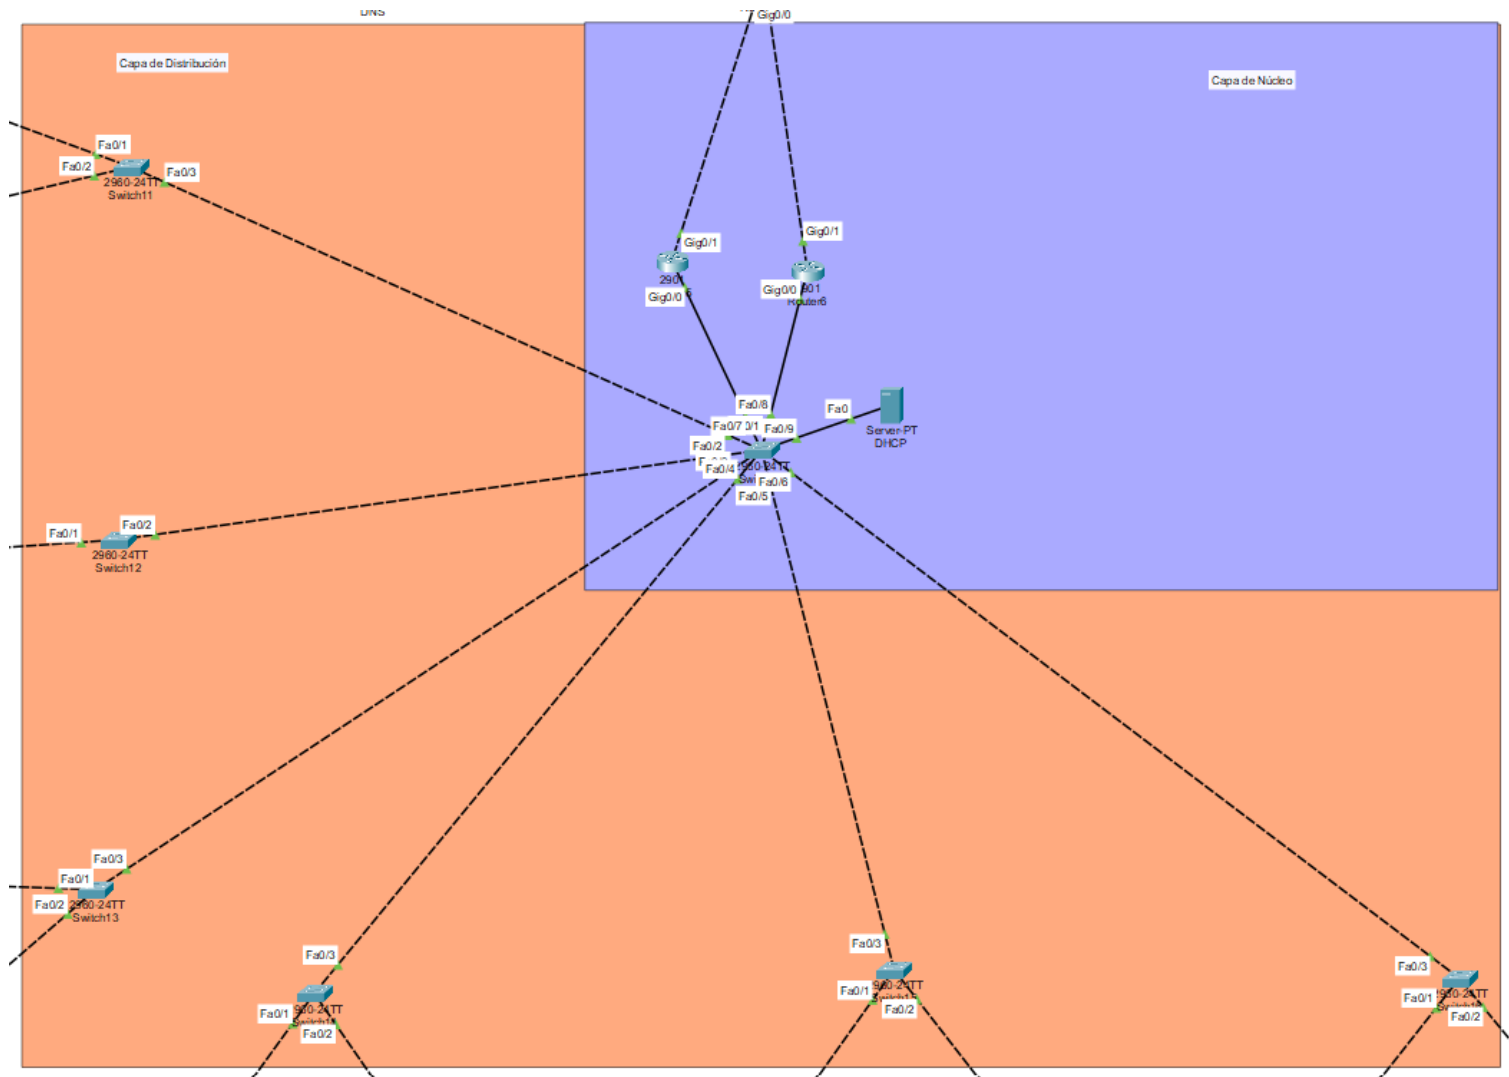 DNS
Gig0/0
Capa de Distribución
Capa de Núcleo
Fa0/1
Fa0/2
Fa0/3
2960-24TT
Switch11
Gig0/1
Gig0/1
Gig0/0
Gig0/0
Router6
Fa0/8
Fa0
Fa0/7
0/1
Fa0/9
Server-PT
DHCP
Fa0/2
Fa0/4
Fa0/6
Fa0/5
Fa0/1
Fa0/2
2960-24TT
Switch12
Fa0/3
Fa0/1
Fa0/2
2960-24TT
Switch13
Fa0/3
Fa0/1
Fa0/2
Fa0/3
Fa0/1
Fa0/2
Fa0/3
Fa0/1
Fa0/2